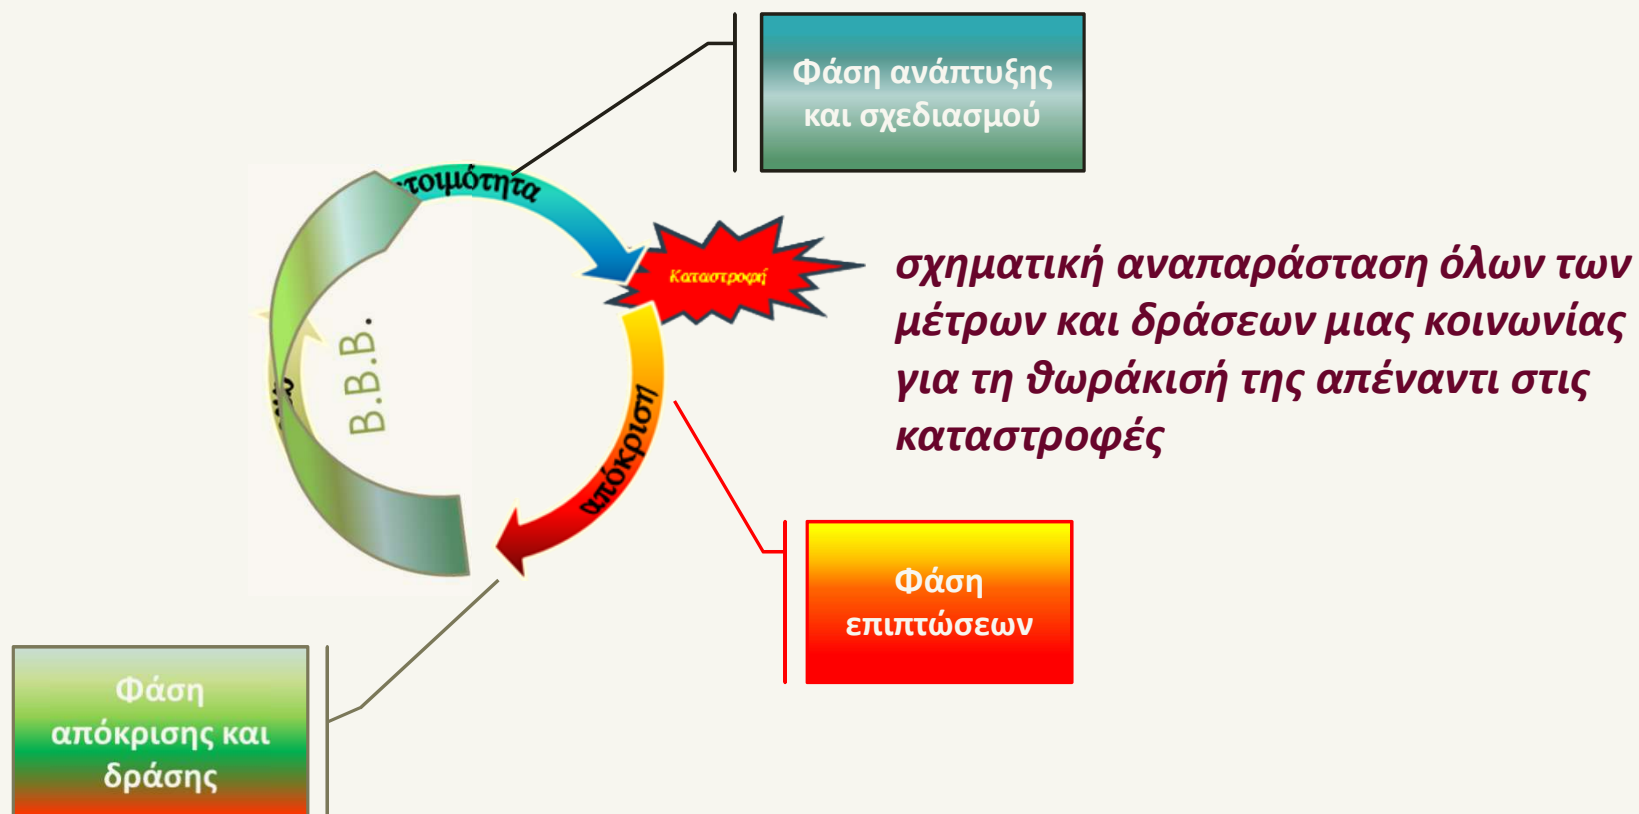 Φάση ανάπτυξης
και σχεδιασμού
Καταστροφή
B.B.B.
απόκριση
σχηματική αναπαράσταση όλων των
μέτρων και δράσεων μιας κοινωνίας
για τη θωράκισή της απέναντι στις
καταστροφές
Φάση
επιπτώσεων
Φάση
απόκρισης και
δράσης